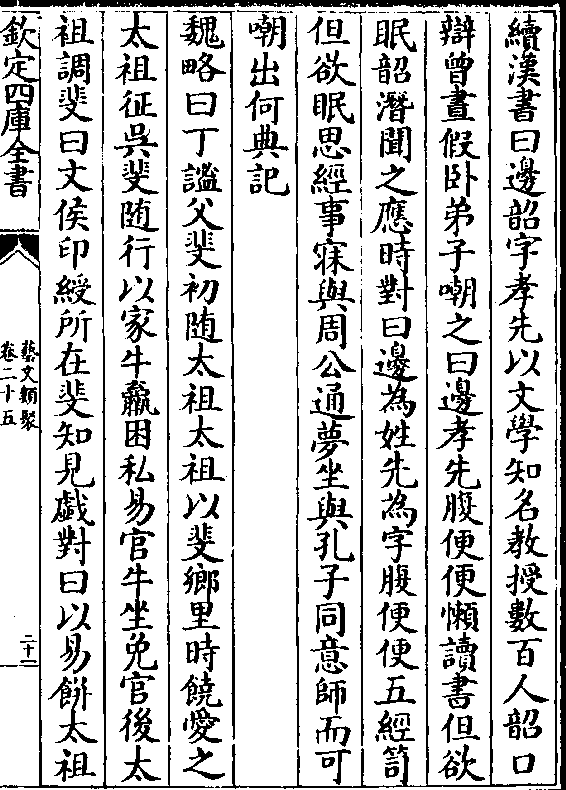 續漢書曰邊韶字孝先以文學知名教授數百人韶口
辯曽晝假卧弟子嘲之曰邊孝先腹便便懶讀書但欲
眠韶潛聞之應時對曰邊為姓先為字腹便便五經笥
但欲眠思經事寐與周公通夢坐與孔子同意師而可
嘲出何典記
魏略曰丁謐父斐初随太祖太祖以斐鄉里時饒愛之
太祖征吳斐随行以家牛羸困私易官牛坐免官後太
祖調斐曰文侯印綬所在斐知見戯對曰以易餅太祖
欽定四庫全書
藝文類聚
卷二十五
二十一